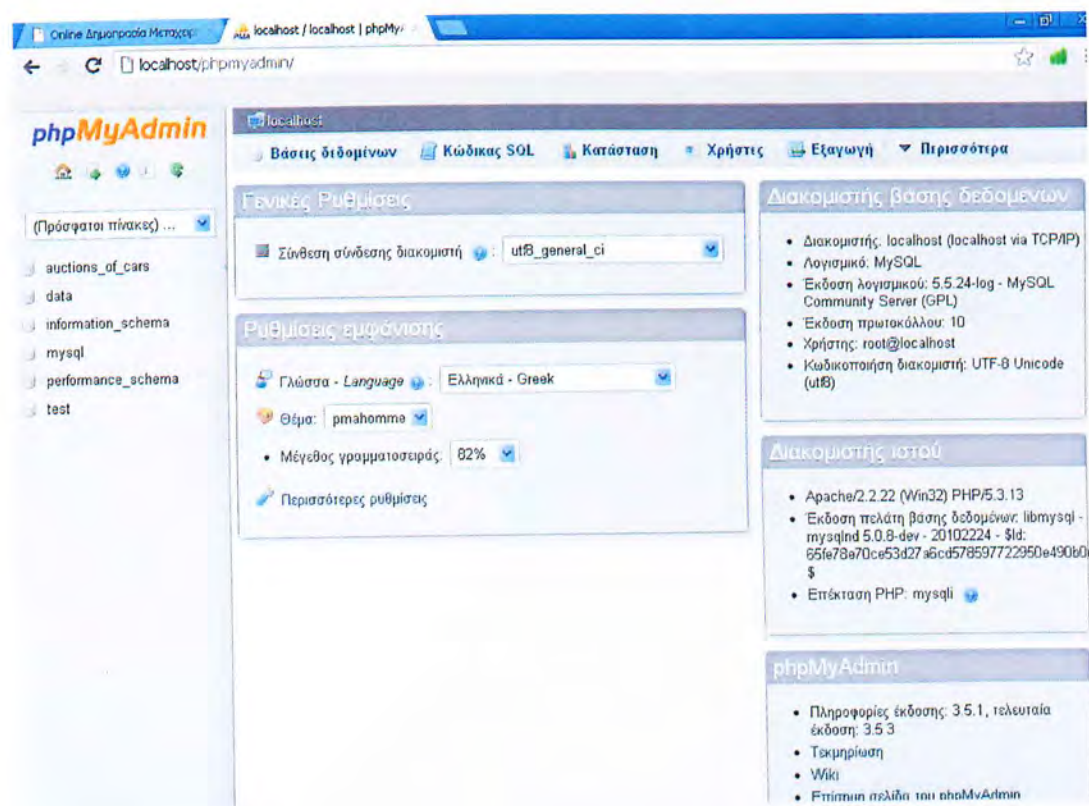 Online Δημοπρασία
localhost / localhost | phpMy
localhost/phpmyadmin/
phpMyAdmin
(Πρόσφατοι πίνακες) ...
auctions_of_cars
data
information_schema
mysql
performance_schema
test
localhost
Βάσεις δεδομένων Κώδικας SQL Κατάσταση Χρήστες Εξαγωγή Περισσότερα
Γενικές Ρυθμίσεις
Σύνθεση σύνδεσης διακομιστή : utf8_general_ci
Ρυθμίσεις εμφάνισης
Γλώσσα - Language : Ελληνικά - Greek
Θέμα: pmahomme
• Μέγεθος γραμματοσειράς: 82%
Περισσότερες ρυθμίσεις
Διακομιστής βάσης δεδομένων
• Διακομιστής: localhost (localhost via TCP/IP)
• Λογισμικό: MySQL
• Έκδοση λογισμικού: 5.5.24-log - MySQL
Community Server (GPL)
• Έκδοση πρωτοκόλλου: 10
• Χρήστης: root@localhost
• Κωδικοποίηση διακομιστή: UTF-8 Unicode
(utf8)
Διακομιστής ιστού
• Apache/2.2.22 (Win32) PHP/5.3.13
• Έκδοση πελάτη βάσης δεδομένων: libmysql -
mysqlnd 5.0.8-dev - 20102224 - $Id:
65fe78e70ce53d27a6cd578597722950e490b0
$
• Επέκταση PHP: mysqli
phpMyAdmin
• Πληροφορίες έκδοσης: 3.5.1, τελευταία
έκδοση: 3.5.3
• Τεκμηρίωση
• Wiki
• Επίσημη σελίδα του phpMyAdmin